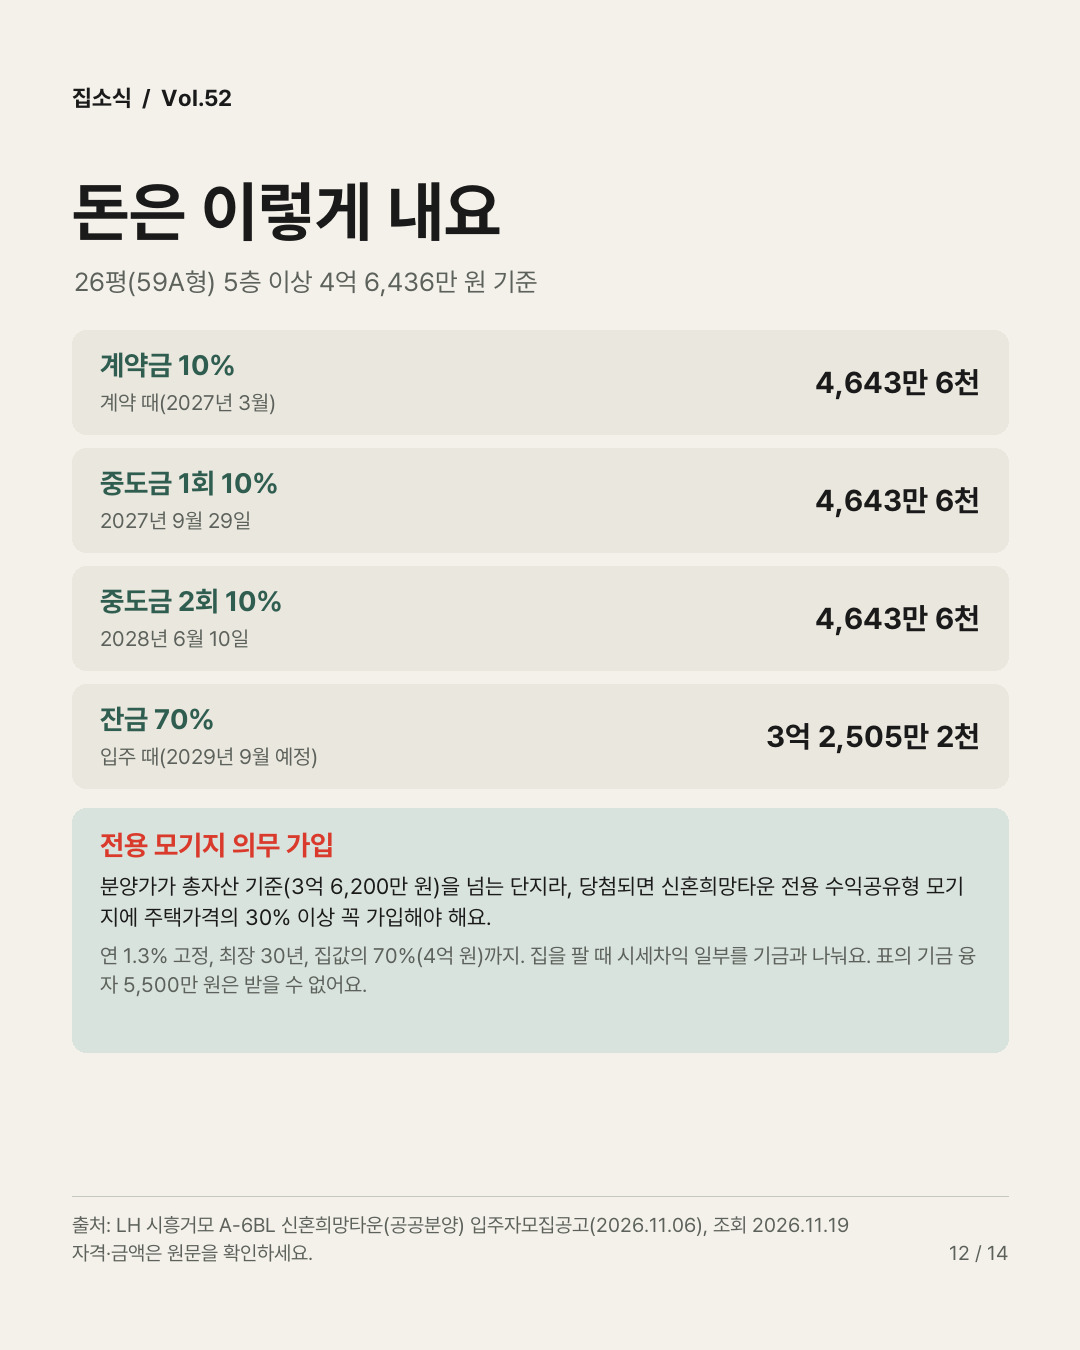 집소식 / Vol.52
돈은 이렇게 내요
26평(59A형) 5층 이상 4억 6,436만 원 기준
계약금 10%
계약 때(2027년 3월)
4,643만 6천
중도금 1회 10%
2027년 9월 29일
4,643만 6천
중도금 2회 10%
2028년 6월 10일
4,643만 6천
잔금 70%
입주 때(2029년 9월 예정)
3억 2,505만 2천
전용 모기지 의무 가입
분양가가 총자산 기준(3억 6,200만 원)을 넘는 단지라, 당첨되면 신혼희망타운 전용 수익공유형 모기
지에 주택가격의 30% 이상 꼭 가입해야 해요.
연 1.3% 고정, 최장 30년, 집값의 70%(4억 원)까지. 집을 팔 때 시세차익 일부를 기금과 나눠요. 표의 기금 융
자 5,500만 원은 받을 수 없어요.
출처: LH 시흥거모 A-6BL 신혼희망타운(공공분양) 입주자모집공고(2026.11.06), 조회 2026.11.19
자격·금액은 원문을 확인하세요.
12 / 14